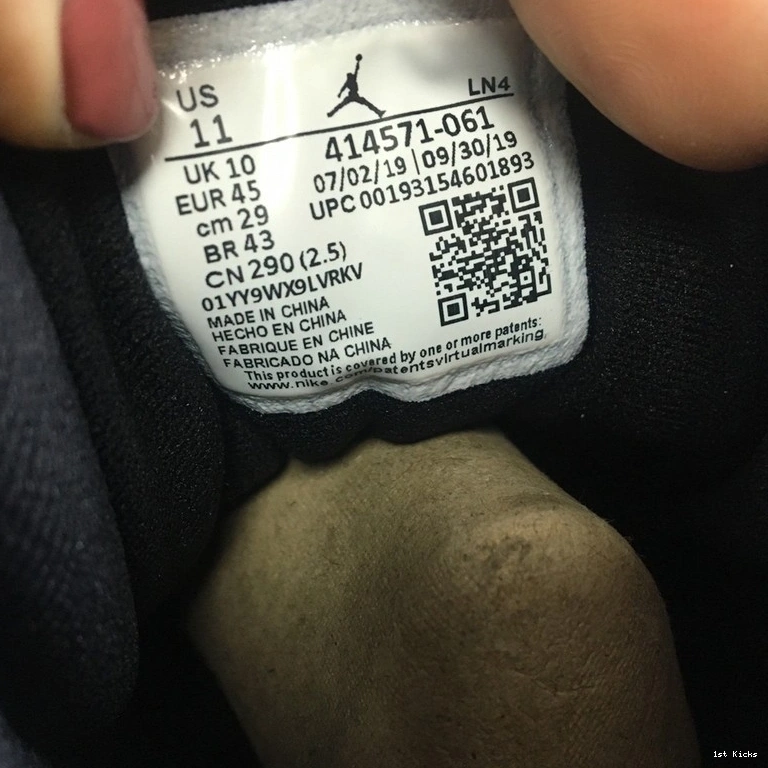 US
11
LN4
414571-061
07/02/19 | 09/30/19
UPC 00193154601893
UK 10
EUR 45
cm 29
BR 43
CN 290 (2.5)
01YY9WX9LVRKV
MADE IN CHINA
HECHO EN CHINA
FABRIQUE EN CHINE
FABRICADO NA CHINA
This product is covered by one or more patents:
www.nike.com/patentsvirtualmarking.
1st Kicks